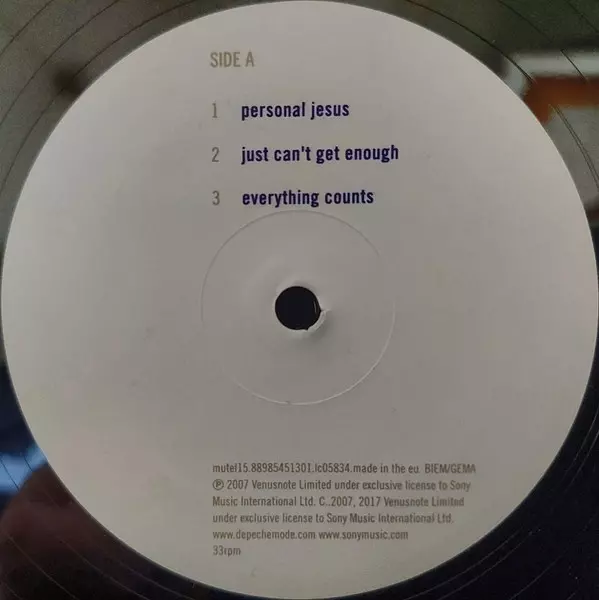 SIDE A
1 personal jesus
2 just can't get enough
3 everything counts
mutel15.88985451301.lc05834.made in the eu BIEM/GEMA
℗ 2007 Venusnote Limited under exclusive license to Sony
Music International Ltd. C..2007, 2017 Venusnote Limited
under exclusive license to Sony Music International Ltd.
www.depechemode.com www.sonymusic.com
33rpm